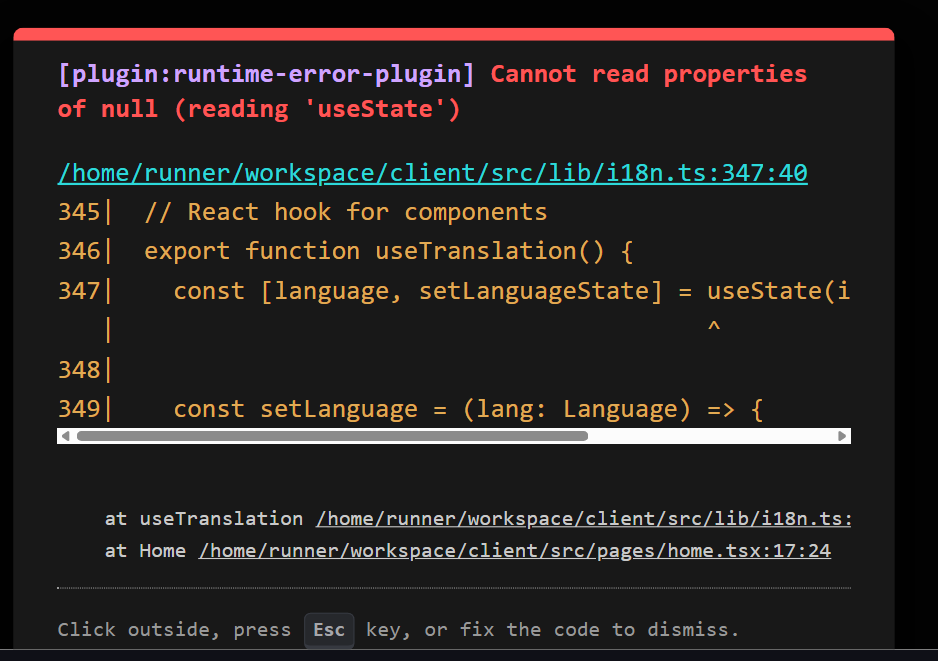 [plugin:runtime-error-plugin] Cannot read properties
of null (reading 'useState')
/home/runner/workspace/client/src/lib/i18n.ts:347:40
345|  // React hook for components
346|  export function useTranslation() {
347|    const [language, setLanguageState] = useState(i
   |                                         ^
348|
349|    const setLanguage = (lang: Language) => {
at useTranslation /home/runner/workspace/client/src/lib/i18n.ts:
at Home /home/runner/workspace/client/src/pages/home.tsx:17:24
Click outside, press Esc key, or fix the code to dismiss.